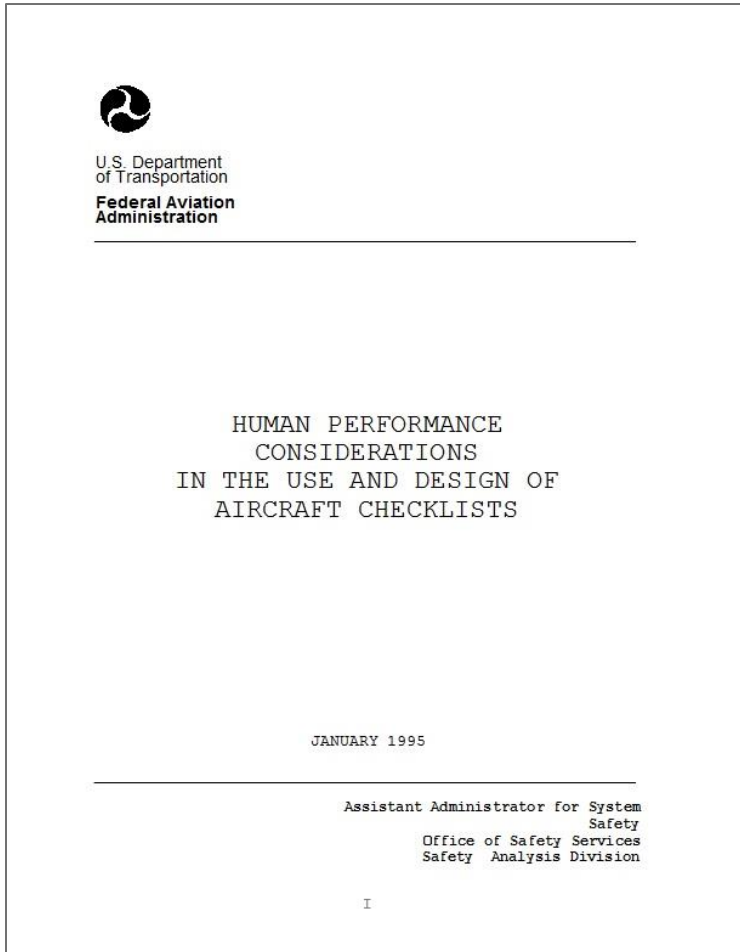 U.S. Department
of Transportation
Federal Aviation
Administration
HUMAN PERFORMANCE
CONSIDERATIONS
IN THE USE AND DESIGN OF
AIRCRAFT CHECKLISTS
JANUARY 1995
Assistant Administrator for System
Safety
Office of Safety Services
Safety Analysis Division
I